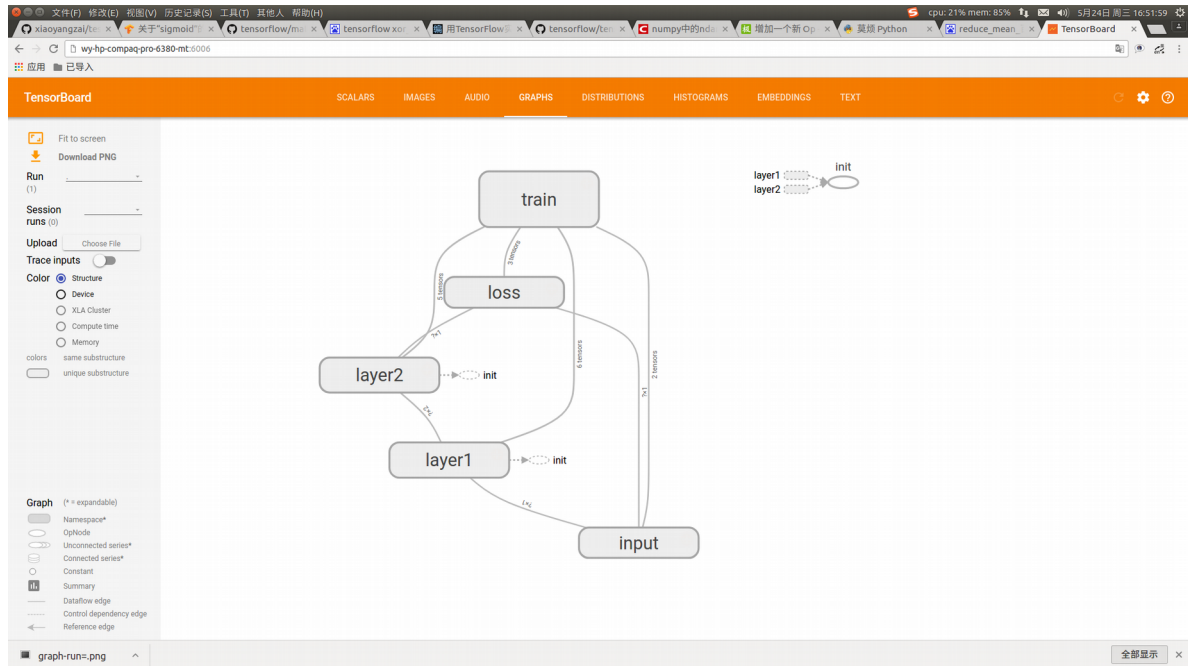 文件(F) 修改(E) 视图(V) 历史记录(S) 工具(T) 其他人 帮助(H) cpu: 21% mem: 85% 5月24日 周三 16:51:59
xiaoyangzai/te 关于"sigmoid" tensorflow/ma tensorflow xor 用TensorFlow tensorflow/ten numpy中的nda 增加一个新 Op 莫烦 Python reduce_mean_ TensorBoard
wy-hp-compaq-pro-6380-mt:6006
应用 已导入
TensorBoard SCALARS IMAGES AUDIO GRAPHS DISTRIBUTIONS HISTOGRAMS EMBEDDINGS TEXT
Fit to screen
Download PNG
Run
(1)
Session
runs (0)
Upload Choose File
Trace inputs
Color Structure
Device
XLA Cluster
Compute time
Memory
colors same substructure
unique substructure
Graph (* = expandable)
Namespace*
OpNode
Unconnected series*
Connected series*
Constant
Summary
Dataflow edge
Control dependency edge
Reference edge
train
3 tensors
5 tensors
loss
?×1
6 tensors
2 tensors
layer2 init
?×1
?×2
layer1 init
?×1
input
init
layer1
layer2
graph-run=.png 全部显示